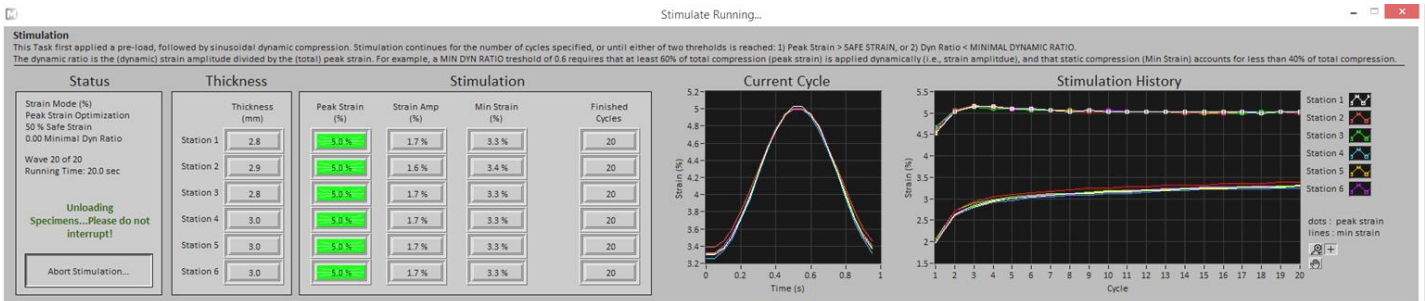 Stimulate Running...
Stimulation
This Task first applied a pre-load, followed by sinusoidal dynamic compression. Stimulation continues for the number of cycles specified, or until either of two threholds is reached: 1) Peak Strain > SAFE STRAIN, or 2) Dyn Ratio < MINIMAL DYNAMIC RATIO.
The dynamic ratio is the (dynamic) strain amplitude divided by the (total) peak strain. For example, a MIN DYN RATIO treshold of 0.6 requires that at least 60% of total compression (peak strain) is applied dynamically (i.e., strain amplitdue), and that static compression (Min Strain) accounts for less than 40% of total compression.
Status
Strain Mode (%)
Peak Strain Optimization
50 % Safe Strain
0.00 Minimal Dyn Ratio
Wave 20 of 20
Running Time: 20.0 sec
Unloading
Specimens...Please do not
interrupt!
Abort Stimulation...
Thickness
Thickness
(mm)
Station 1 2.8
Station 2 2.9
Station 3 2.8
Station 4 3.0
Station 5 3.0
Station 6 3.0
Stimulation
Peak Strain Strain Amp Min Strain Finished
(%) (%) (%) Cycles
5.0 % 1.7 % 3.3 % 20
5.0 % 1.6 % 3.4 % 20
5.0 % 1.7 % 3.3 % 20
5.0 % 1.7 % 3.3 % 20
5.0 % 1.7 % 3.3 % 20
5.0 % 1.7 % 3.3 % 20
Current Cycle
5.2
5
4.8
4.6
4.4
4.2
4
3.8
3.6
3.4
3.2
Strain (%)
0 0.2 0.4 0.6 0.8 1
Time (s)
Stimulation History
5.5
5
4.5
4
3.5
3
2.5
2
1.5
Strain (%)
1 2 3 4 5 6 7 8 9 10 11 12 13 14 15 16 17 18 19 20
Cycle
Station 1
Station 2
Station 3
Station 4
Station 5
Station 6
dots : peak strain
lines : min strain